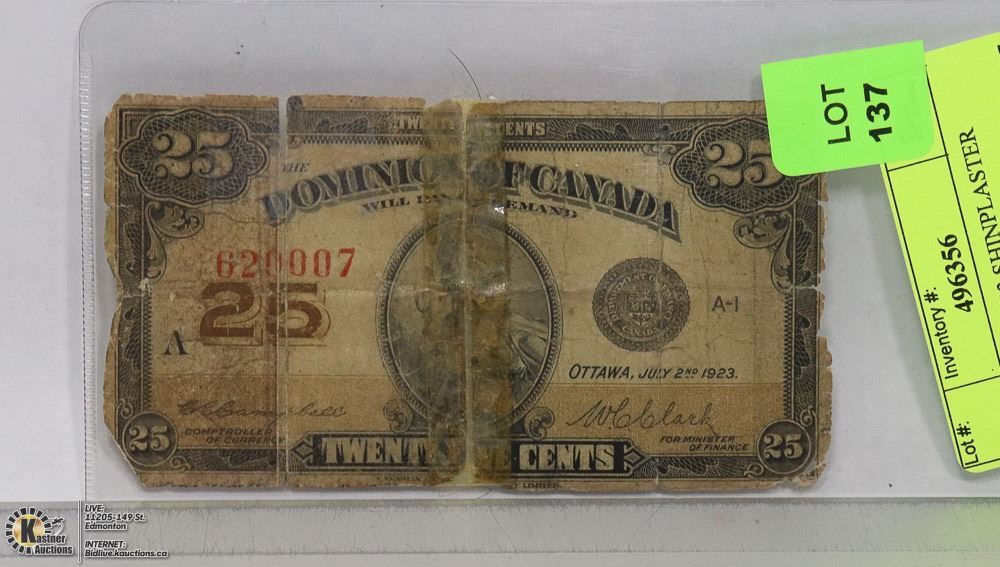 TWENTY CENTS
25
25
THE
DOMINION OF CANADA
WILL PAY DEMAND
620007
25
A
A-1
OTTAWA, JULY 2ND 1923.
COMPTROLLER
OF CURRENCY
W C Clark
FOR MINISTER
OF FINANCE
25
TWENTY CENTS
25
LIMITED
LOT
137
SHINPLASTER
Inventory #:
496356
Lot #:
Kastner
Auctions
LIVE:
11205-149 St.
Edmonton
INTERNET:
Bidlive.kauctions.ca